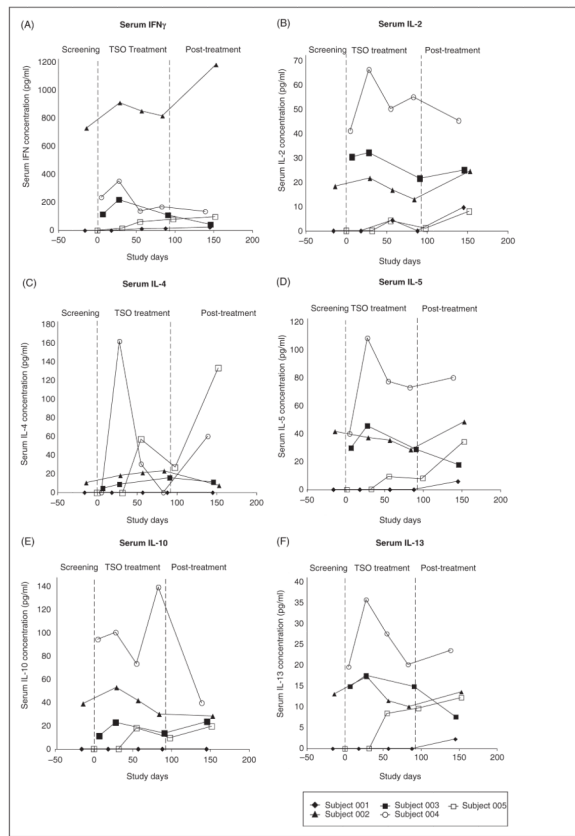 (A) Serum IFNγ
Screening TSO Treatment Post-treatment
Serum IFN concentration (pg/ml)
1200
1000
800
600
400
200
0
−50 0 50 100 150 200
Study days
(B) Serum IL-2
Screening TSO Treatment Post-treatment
Serum IL-2 concentration (pg/ml)
70
60
50
40
30
20
10
0
−50 0 50 100 150 200
Study days
(C) Serum IL-4
Screening TSO treatment Post-treatment
Serum IL-4 concentration (pg/ml)
180
160
140
120
100
80
60
40
20
0
−50 0 50 100 150 200
Study days
(D) Serum IL-5
Screening TSO treatment Post-treatment
Serum IL-5 concentration (pg/ml)
120
100
80
60
40
20
0
−50 0 50 100 150 200
Study days
(E) Serum IL-10
Screening TSO treatment Post-treatment
Serum IL-10 concentration (pg/ml)
140
120
100
80
60
40
20
0
−50 0 50 100 150 200
Study days
(F) Serum IL-13
Screening TSO treatment Post-treatment
Serum IL-13 concentration (pg/ml)
40
35
30
25
20
15
10
5
0
−50 0 50 100 150 200
Study days
Subject 001 Subject 003 Subject 005
Subject 002 Subject 004